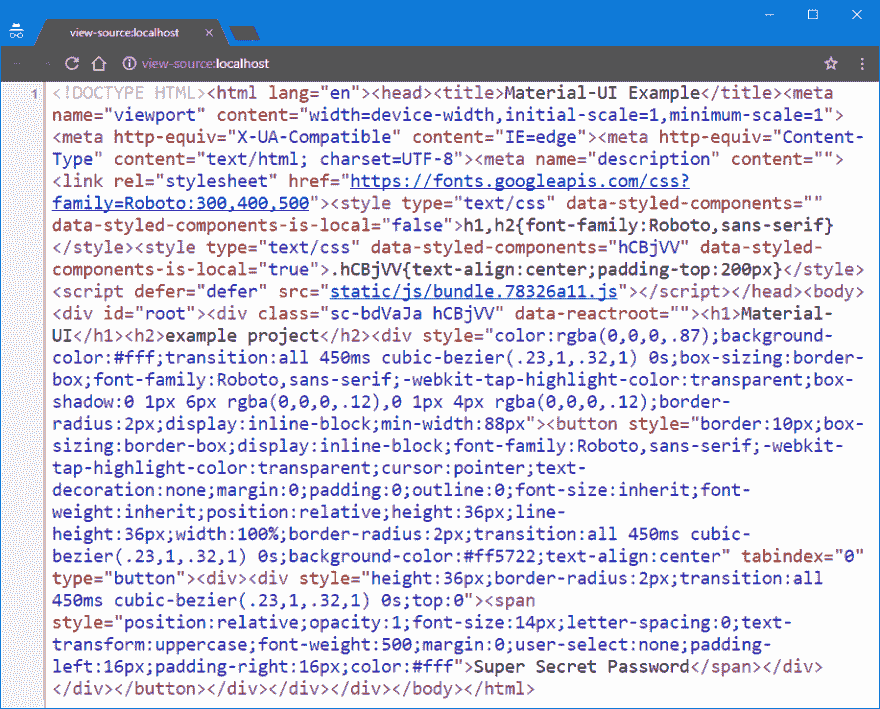 view-source:localhost
view-source:localhost
1
<!DOCTYPE HTML><html lang="en"><head><title>Material-UI Example</title><meta
name="viewport" content="width=device-width,initial-scale=1,minimum-scale=1">
<meta http-equiv="X-UA-Compatible" content="IE=edge"><meta http-equiv="Content-
Type" content="text/html; charset=UTF-8"><meta name="description" content="">
<link rel="stylesheet" href="https://fonts.googleapis.com/css?
family=Roboto:300,400,500"><style type="text/css" data-styled-components=""
data-styled-components-is-local="false">h1,h2{font-family:Roboto,sans-serif}
</style><style type="text/css" data-styled-components="hCBjVV" data-styled-
components-is-local="true">.hCBjVV{text-align:center;padding-top:200px}</style>
<script defer="defer" src="static/js/bundle.78326a11.js"></script></head><body>
<div id="root"><div class="sc-bdVaJa hCBjVV" data-reactroot=""><h1>Material-
UI</h1><h2>example project</h2><div style="color:rgba(0,0,0,.87);background-
color:#fff;transition:all 450ms cubic-bezier(.23,1,.32,1) 0s;box-sizing:border-
box;font-family:Roboto,sans-serif;-webkit-tap-highlight-color:transparent;box-
shadow:0 1px 6px rgba(0,0,0,.12),0 1px 4px rgba(0,0,0,.12);border-
radius:2px;display:inline-block;min-width:88px"><button style="border:10px;box-
sizing:border-box;display:inline-block;font-family:Roboto,sans-serif;-webkit-
tap-highlight-color:transparent;cursor:pointer;text-
decoration:none;margin:0;padding:0;outline:0;font-size:inherit;font-
weight:inherit;position:relative;height:36px;line-
height:36px;width:100%;border-radius:2px;transition:all 450ms cubic-
bezier(.23,1,.32,1) 0s;background-color:#ff5722;text-align:center" tabindex="0"
type="button"><div><div style="height:36px;border-radius:2px;transition:all
450ms cubic-bezier(.23,1,.32,1) 0s;top:0"><span
style="position:relative;opacity:1;font-size:14px;letter-spacing:0;text-
transform:uppercase;font-weight:500;margin:0;user-select:none;padding-
left:16px;padding-right:16px;color:#fff">Super Secret Password</span></div>
</div></button></div></div></div></body></html>